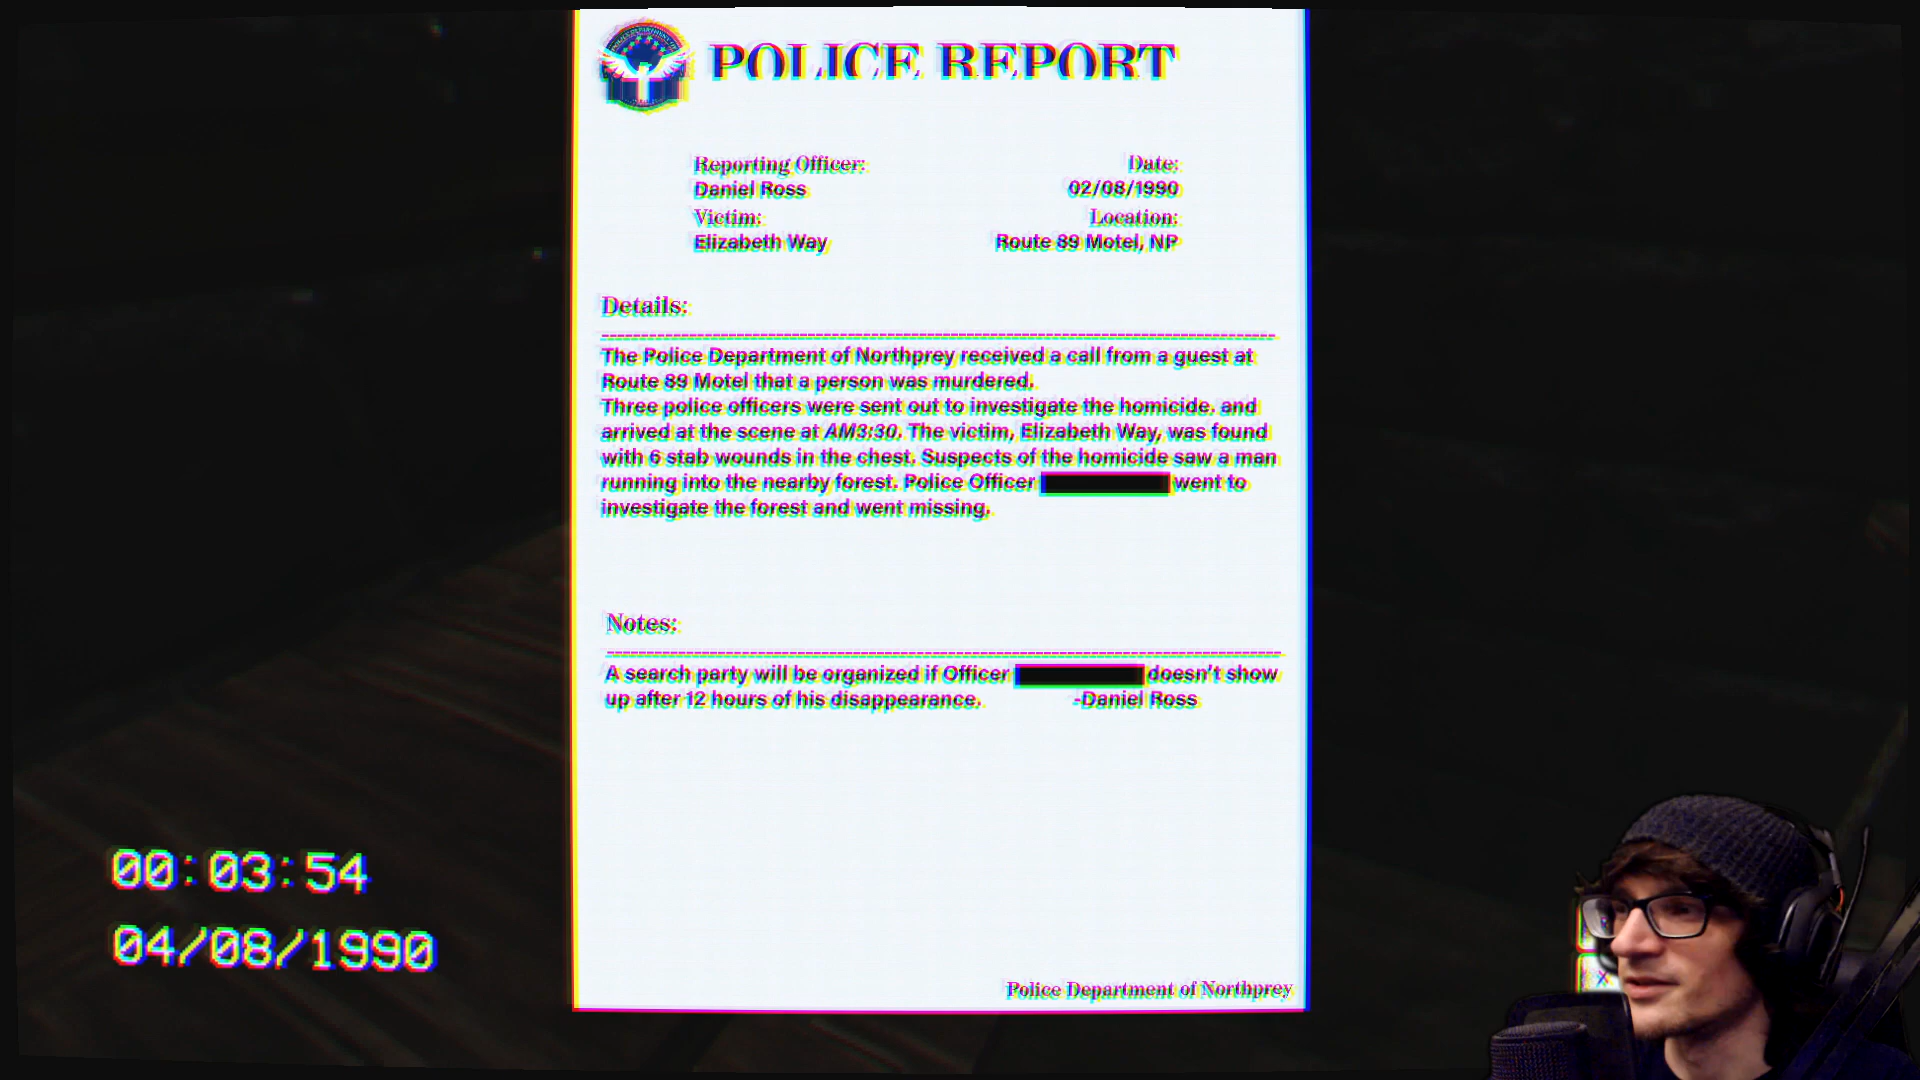 POLICE REPORT
Reporting Officer:
Date:
Daniel Ross
02/08/1990
Victim:
Location:
Elizabeth Way
Route 89 Motel, NP
Details:
The Police Department of Northprey received a call from a guest at
Route 89 Motel that a person was murdered.
Three police officers were sent out to investigate the homicide, and
arrived at the scene at AM3:30. The victim, Elizabeth Way, was found
with 6 stab wounds in the chest. Suspects of the homicide saw a man
running into the nearby forest. Police Officer went to
investigate the forest and went missing.
Notes:
A search party will be organized if Officer doesn't show
up after 12 hours of his disappearance. -Daniel Ross
00:03:54
04/08/1990
Police Department of Northprey